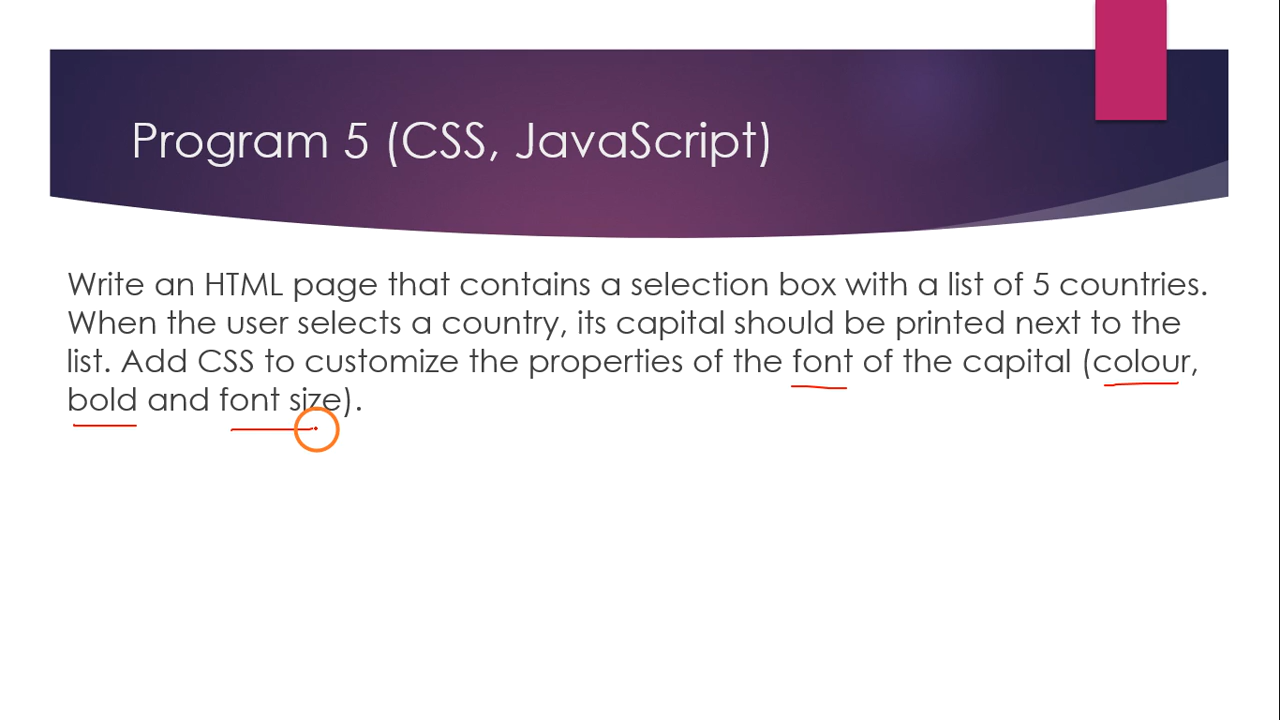 Program 5 (CSS, JavaScript)
Write an HTML page that contains a selection box with a list of 5 countries.
When the user selects a country, its capital should be printed next to the
list. Add CSS to customize the properties of the font of the capital (colour,
bold and font size).